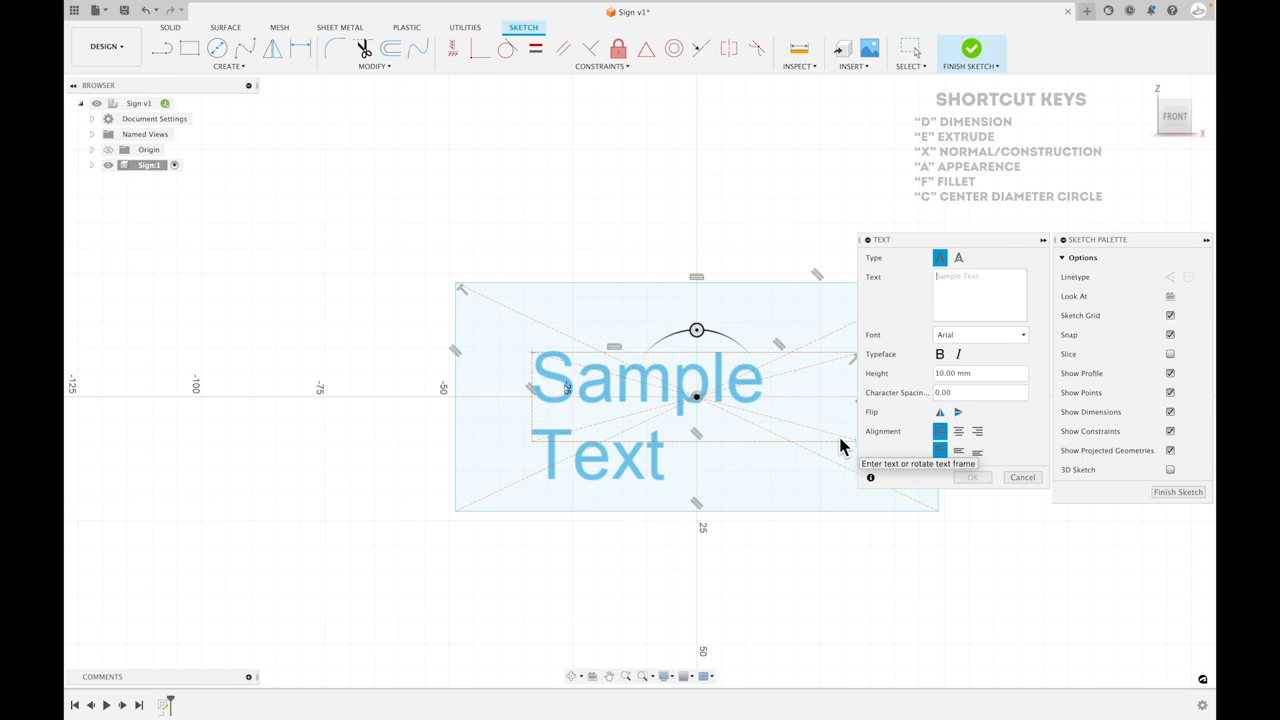 Sign v1*
DESIGN
SOLID SURFACE MESH SHEET METAL PLASTIC UTILITIES SKETCH
CREATE MODIFY CONSTRAINTS INSPECT INSERT SELECT FINISH SKETCH
BROWSER
Sign v1
Document Settings
Named Views
Origin
Sign:1
SHORTCUT KEYS
“D” DIMENSION
“E” EXTRUDE
“X” NORMAL/CONSTRUCTION
“A” APPEARENCE
“F” FILLET
“C” CENTER DIAMETER CIRCLE
Z
FRONT
X
-125 -100 -75 -50 -25
25
50
Sample
Text
TEXT
Type A A
Text Sample Text
Font Arial
Typeface B I
Height 10.00 mm
Character Spacin... 0.00
Flip
Alignment
Enter text or rotate text frame
OK Cancel
SKETCH PALETTE
Options
Linetype
Look At
Sketch Grid
Snap
Slice
Show Profile
Show Points
Show Dimensions
Show Constraints
Show Projected Geometries
3D Sketch
Finish Sketch
COMMENTS